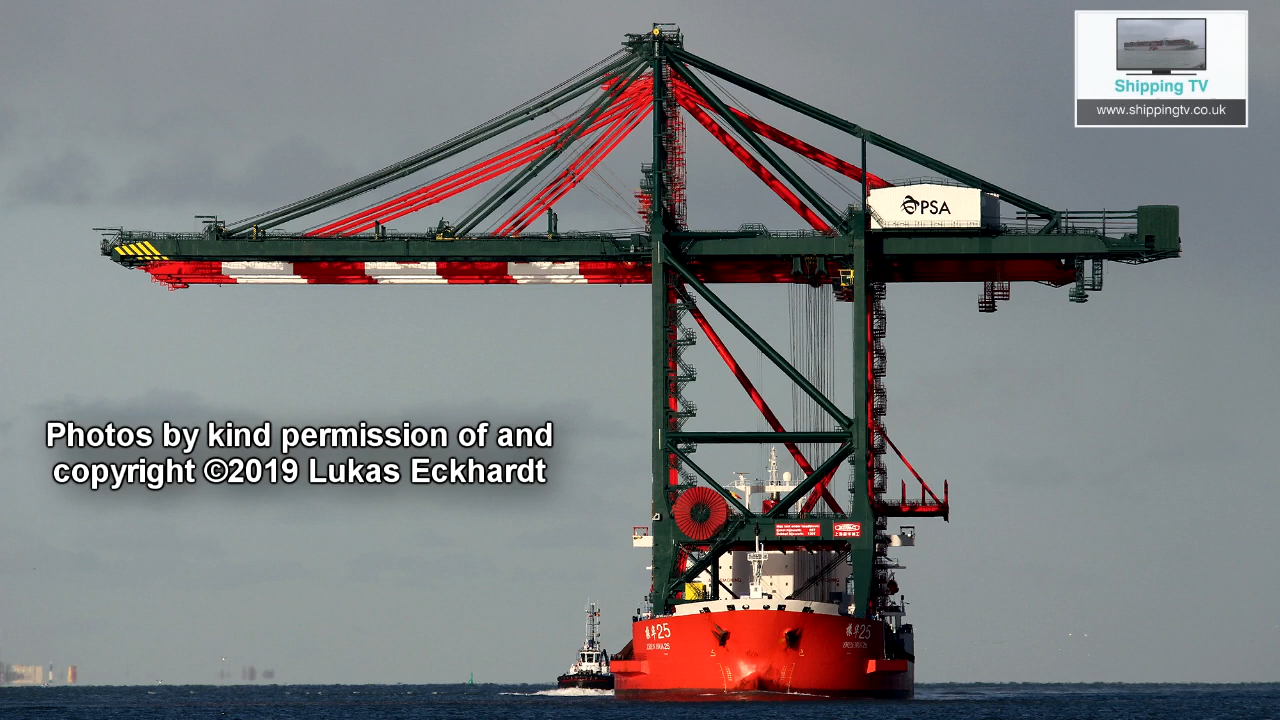 Shipping TV
www.shippingtv.co.uk
PSA
Photos by kind permission of and
copyright ©2019 Lukas Eckhardt
振华25
振华25